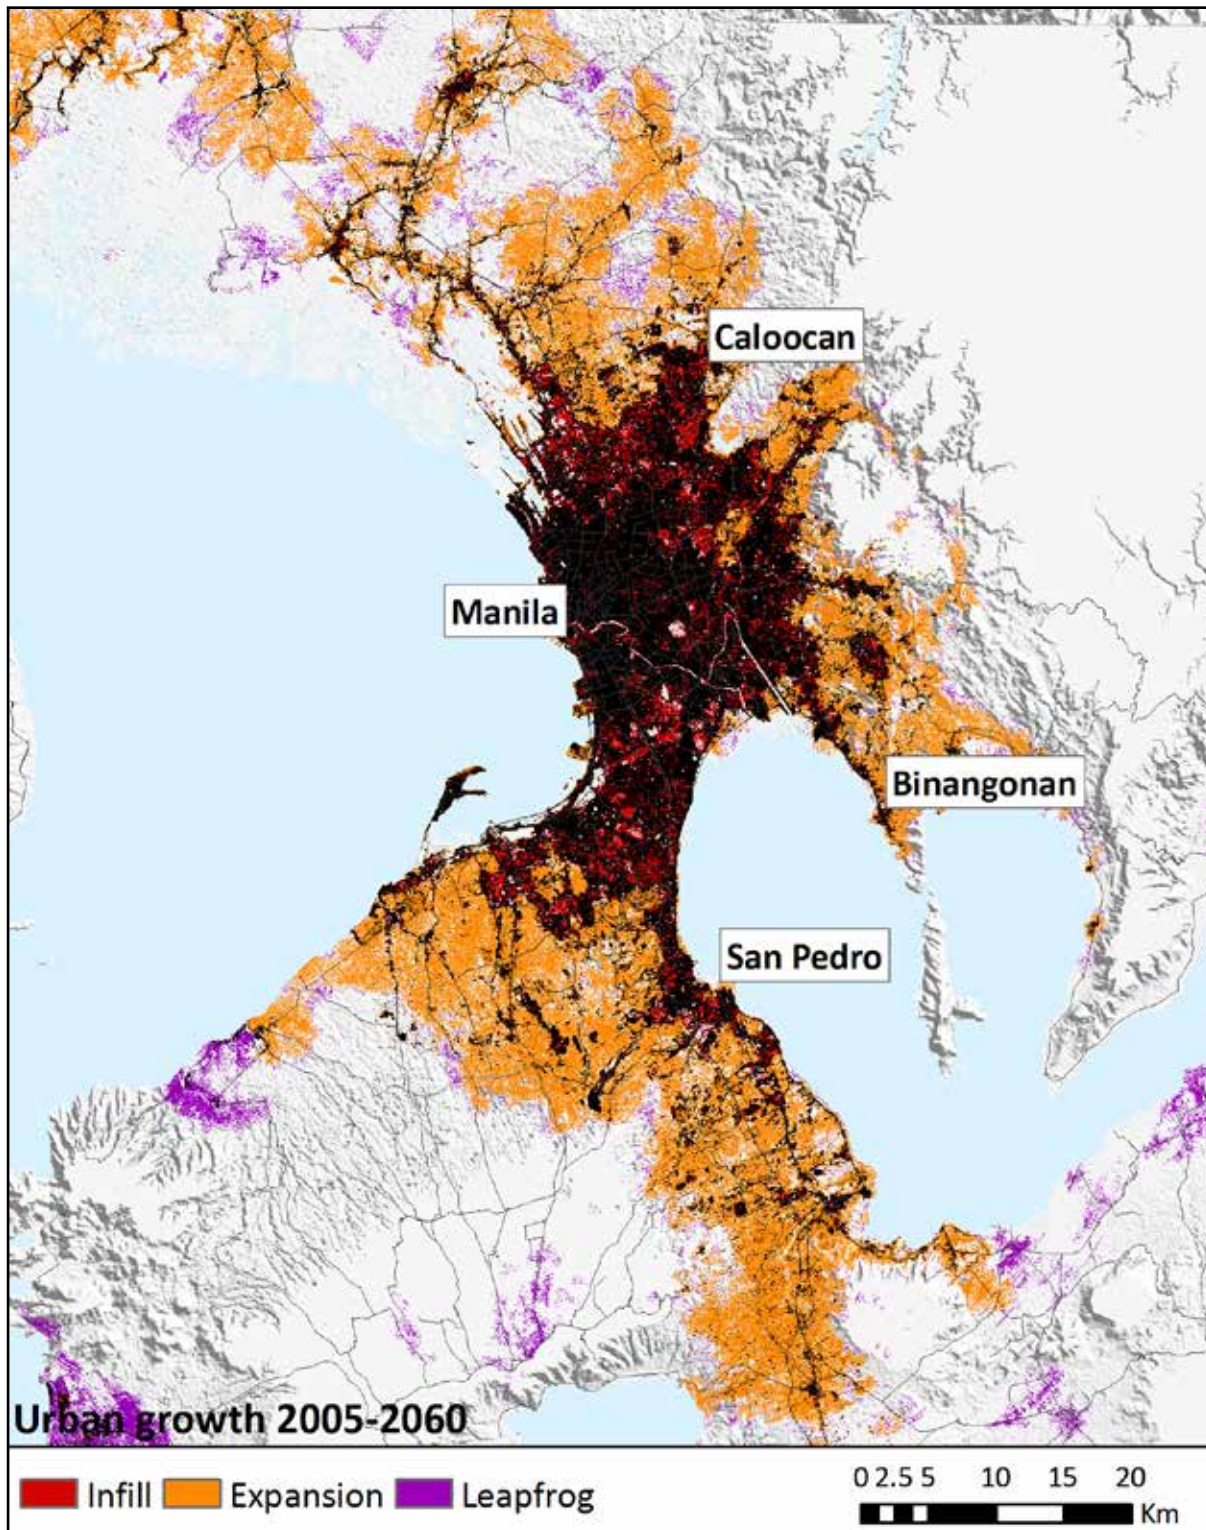 Caloocan
Manila
Binangonan
San Pedro
Urban growth 2005-2060
Infill Expansion Leapfrog
0 2.5 5 10 15 20
Km